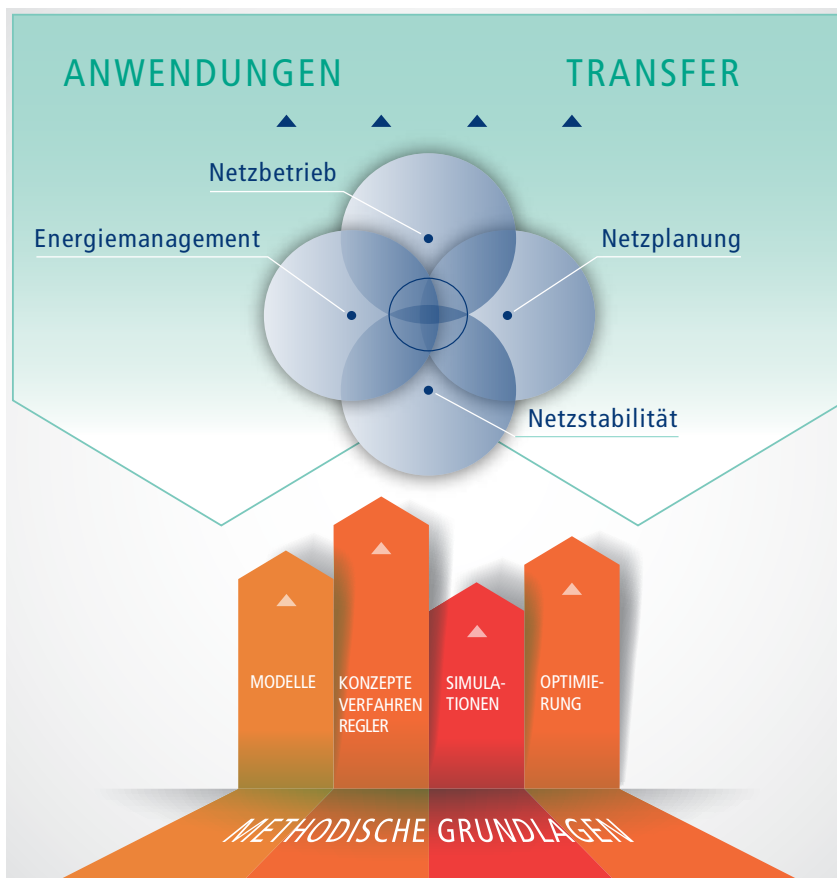 ANWENDUNGEN
TRANSFER
Netzbetrieb
Energiemanagement
Netzplanung
Netzstabilität
MODELLE
KONZEPTE
VERFAHREN
REGLER
SIMULA-
TIONEN
OPTIMIE-
RUNG
METHODISCHE GRUNDLAGEN